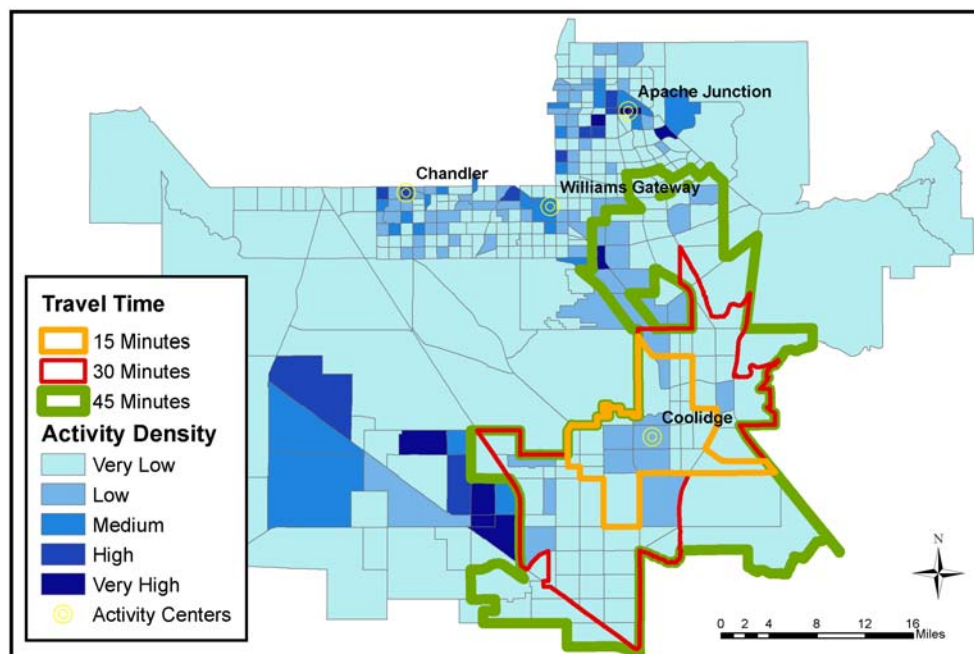 Apache Junction
Chandler
Williams Gateway
Coolidge
Travel Time
15 Minutes
30 Minutes
45 Minutes
Activity Density
Very Low
Low
Medium
High
Very High
Activity Centers
N
0 2 4 8 12 16
Miles